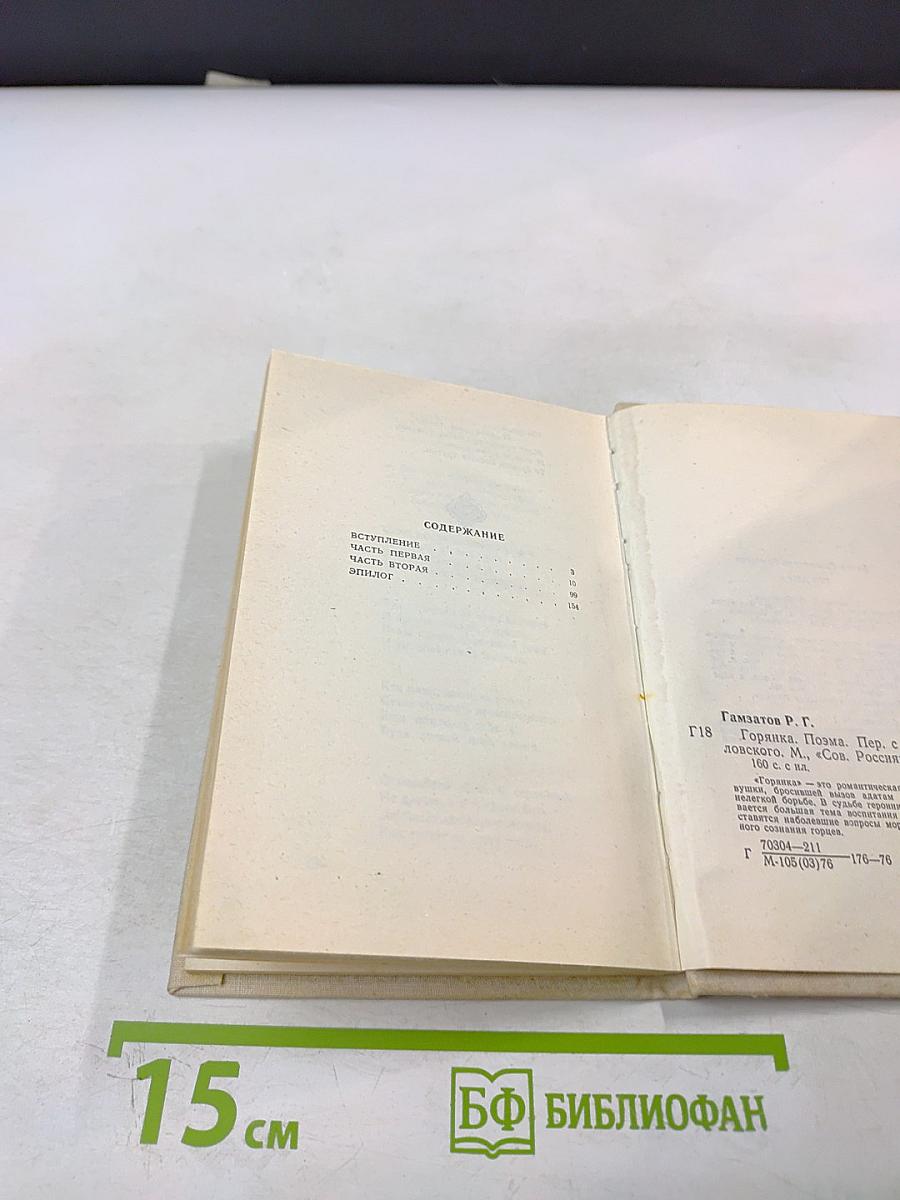 СОДЕРЖАНИЕ
ВСТУПЛЕНИЕ . . . . . . . . . 3
ЧАСТЬ ПЕРВАЯ . . . . . . . . . 10
ЧАСТЬ ВТОРАЯ . . . . . . . . . 99
ЭПИЛОГ . . . . . . . . . . . 154
Гамзатов Р. Г.
Г18 Горянка. Поэма. Пер. с
ловского. М., «Сов. Россия»
160 с. с ил.
«Горянка» — это романтическая
вушки, бросившей вызов адатам
нелегкой борьбе. В судьбе героини
вается большая тема воспитания
ставятся наболевшие вопросы мор
ного сознания горцев.
Г 70304—211
М-105(03)76 —176—76
15 см
БФ БИБЛИОФАН